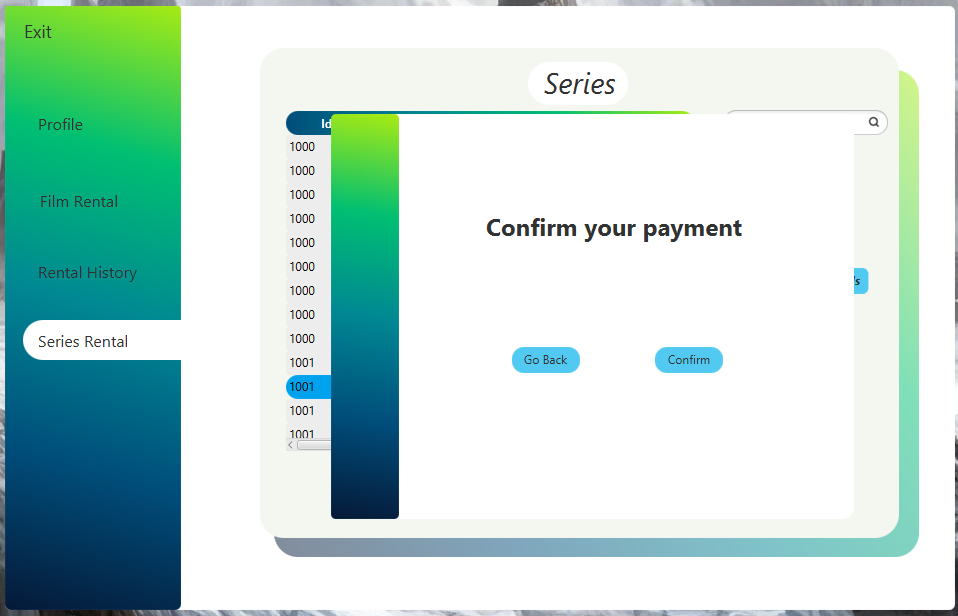 Exit
Profile
Film Rental
Rental History
Series Rental
Series
1000
1000
1000
1000
1000
1000
1000
1000
1000
1001
1001
1001
1001
Confirm your payment
Go Back
Confirm